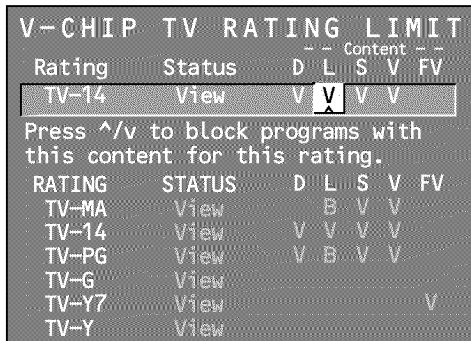 V-CHIP TV RATING LIMIT
-- Content --
Rating Status D L S V FV
TV-14 View V V V V
Press ^/v to block programs with
this content for this rating.
RATING STATUS D L S V FV
TV-MA View B V V
TV-14 View V V V V
TV-PG View V B V V
TV-G View
TV-Y7 View V
TV-Y View